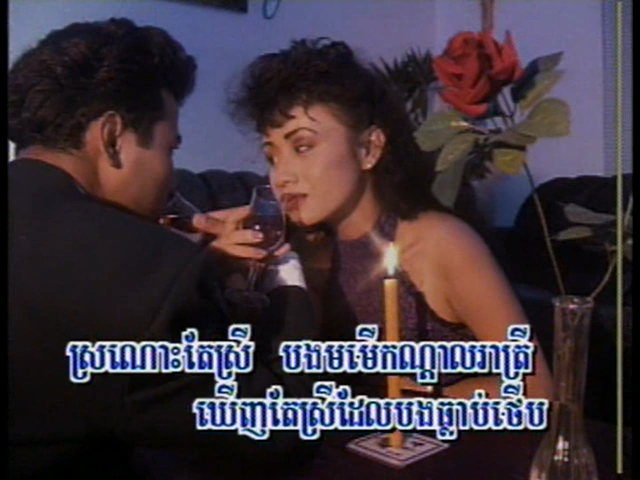 ស្រណោះតែស្រី បងមមើកណ្ដាលរាត្រី
ឃើញតែស្រីដែលបងធ្លាប់ថើប